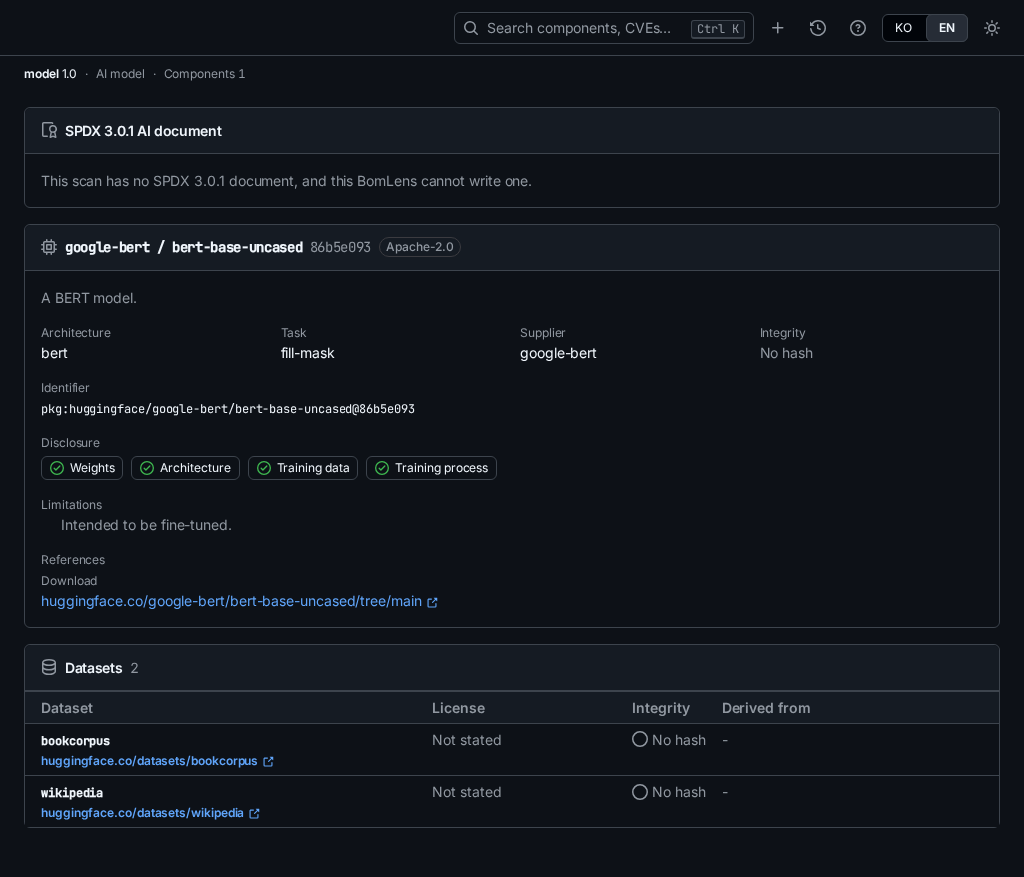 Search components, CVEs... Ctrl K KO EN
model 1.0 · AI model · Components 1
SPDX 3.0.1 AI document
This scan has no SPDX 3.0.1 document, and this BomLens cannot write one.
google-bert / bert-base-uncased 86b5e093 Apache-2.0
A BERT model.
Architecture Task Supplier Integrity
bert fill-mask google-bert No hash
Identifier
pkg:huggingface/google-bert/bert-base-uncased@86b5e093
Disclosure
Weights Architecture Training data Training process
Limitations
Intended to be fine-tuned.
References
Download
huggingface.co/google-bert/bert-base-uncased/tree/main
Datasets 2
Dataset License Integrity Derived from
bookcorpus Not stated No hash -
huggingface.co/datasets/bookcorpus
wikipedia Not stated No hash -
huggingface.co/datasets/wikipedia